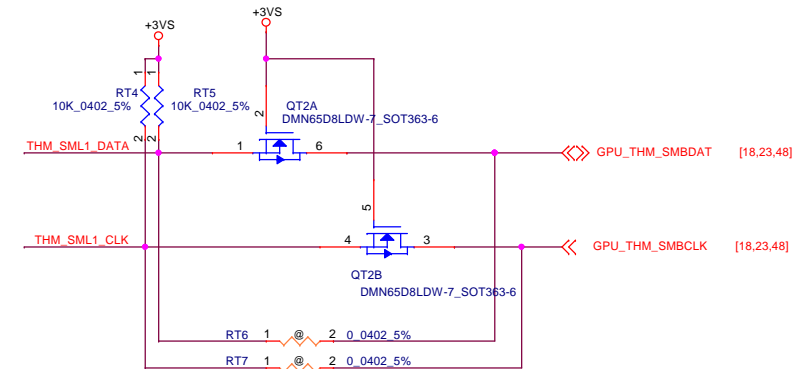 +3VS
+3VS
1
1
RT4
RT5
10K_0402_5%
10K_0402_5%
2
QT2A
DMN65D8LDW-7_SOT363-6
2
2
THM_SML1_DATA
1
6
GPU_THM_SMBDAT
[18,23,48]
5
THM_SML1_CLK
4
3
GPU_THM_SMBCLK
[18,23,48]
QT2B
DMN65D8LDW-7_SOT363-6
RT6
1
@
2
0_0402_5%
RT7
1
@
2
0_0402_5%